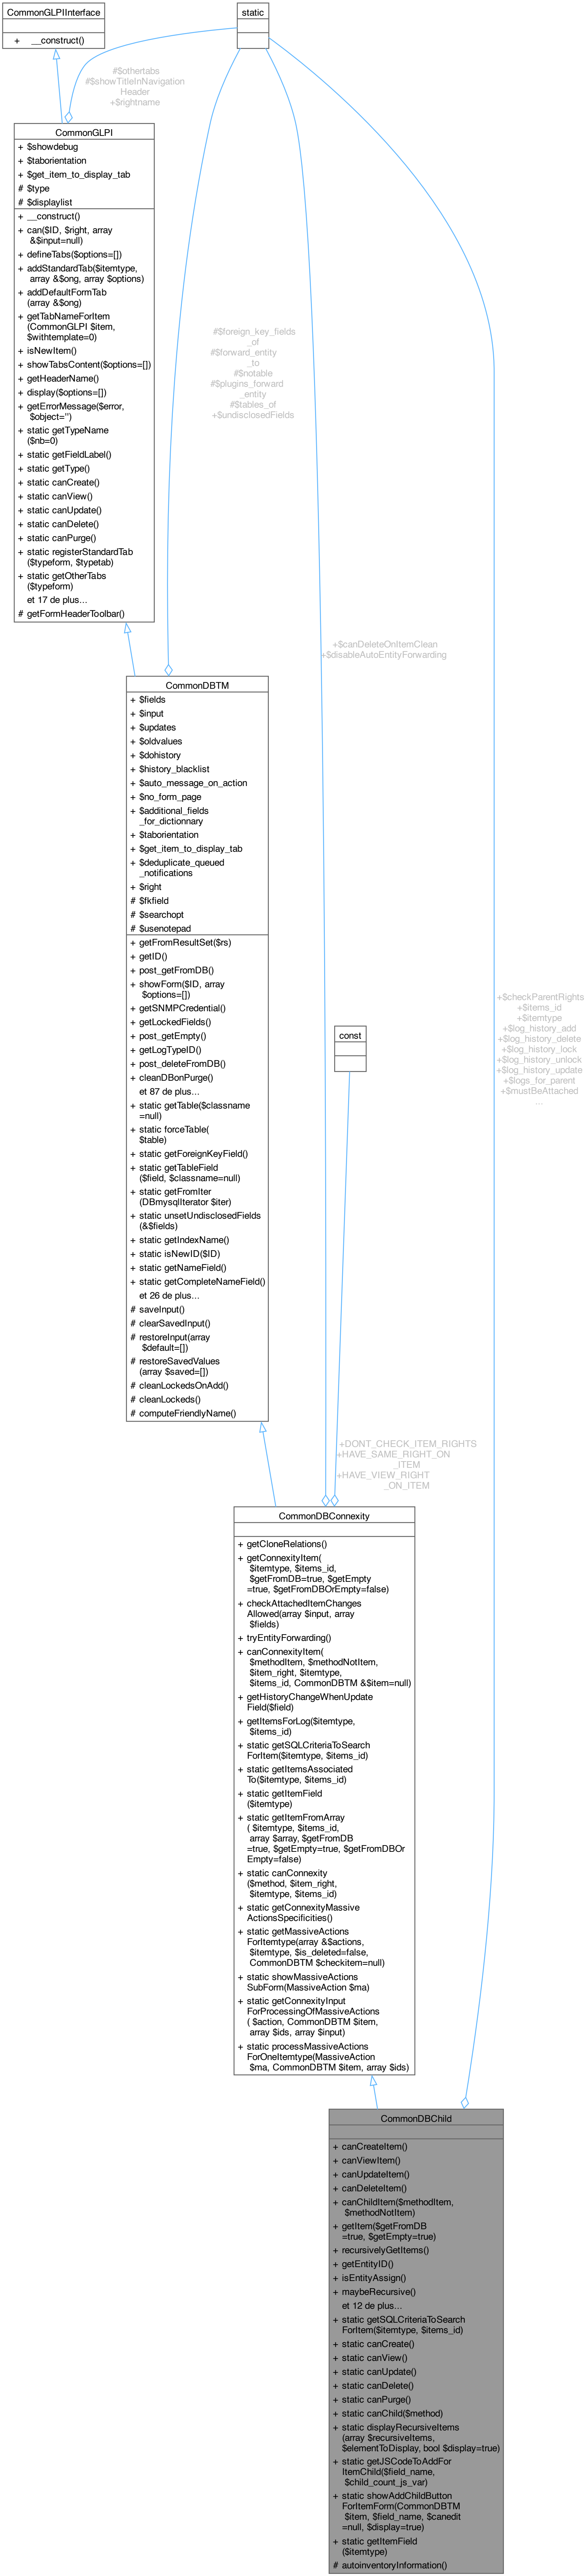 CommonGLPIInterface
+ __construct()
static
#$othertabs
#$showTitleInNavigation
Header
+$rightname
CommonGLPI
+ $showdebug
+ $taborientation
+ $get_item_to_display_tab
# $type
# $displaylist
+ __construct()
+ can($ID, $right, array
&$input=null)
+ defineTabs($options=[])
+ addStandardTab($itemtype,
array &$ong, array $options)
+ addDefaultFormTab
(array &$ong)
+ getTabNameForItem
(CommonGLPI $item,
$withtemplate=0)
+ isNewItem()
+ showTabsContent($options=[])
+ getHeaderName()
+ display($options=[])
+ getErrorMessage($error,
$object='')
+ static getTypeName
($nb=0)
+ static getFieldLabel()
+ static getType()
+ static canCreate()
+ static canView()
+ static canUpdate()
+ static canDelete()
+ static canPurge()
+ static registerStandardTab
($typeform, $typetab)
+ static getOtherTabs
($typeform)
et 17 de plus...
# getFormHeaderToolbar()
#$foreign_key_fields
_of
#$forward_entity
_to
#$notable
#$plugins_forward
_entity
#$tables_of
+$undisclosedFields
+$canDeleteOnItemClean
+$disableAutoEntityForwarding
CommonDBTM
+ $fields
+ $input
+ $updates
+ $oldvalues
+ $dohistory
+ $history_blacklist
+ $auto_message_on_action
+ $no_form_page
+ $additional_fields
_for_dictionnary
+ $taborientation
+ $get_item_to_display_tab
+ $deduplicate_queued
_notifications
+ $right
# $fkfield
# $searchopt
# $usenotepad
+ getFromResultSet($rs)
+ getID()
+ post_getFromDB()
+ showForm($ID, array
$options=[])
+ getSNMPCredential()
+ getLockedFields()
+ post_getEmpty()
+ getLogTypeID()
+ post_deleteFromDB()
+ cleanDBonPurge()
et 87 de plus...
+ static getTable($classname
=null)
+ static forceTable(
$table)
+ static getForeignKeyField()
+ static getTableField
($field, $classname=null)
+ static getFromIter
(DBmysqlIterator $iter)
+ static unsetUndisclosedFields
(&$fields)
+ static getIndexName()
+ static isNewID($ID)
+ static getNameField()
+ static getCompleteNameField()
et 26 de plus...
# saveInput()
# clearSavedInput()
# restoreInput(array
$default=[])
# restoreSavedValues
(array $saved=[])
# cleanLockedsOnAdd()
# cleanLockeds()
# computeFriendlyName()
+$checkParentRights
+$items_id
+$itemtype
+$log_history_add
+$log_history_delete
+$log_history_lock
+$log_history_unlock
+$log_history_update
+$logs_for_parent
+$mustBeAttached
...
const
+DONT_CHECK_ITEM_RIGHTS
+HAVE_SAME_RIGHT_ON
_ITEM
+HAVE_VIEW_RIGHT
_ON_ITEM
CommonDBConnexity
+ getCloneRelations()
+ getConnexityItem(
$itemtype, $items_id,
$getFromDB=true, $getEmpty
=true, $getFromDBOrEmpty=false)
+ checkAttachedItemChanges
Allowed(array $input, array
$fields)
+ tryEntityForwarding()
+ canConnexityItem(
$methodItem, $methodNotItem,
$item_right, $itemtype,
$items_id, CommonDBTM &$item=null)
+ getHistoryChangeWhenUpdate
Field($field)
+ getItemsForLog($itemtype,
$items_id)
+ static getSQLCriteriaToSearch
ForItem($itemtype, $items_id)
+ static getItemsAssociated
To($itemtype, $items_id)
+ static getItemField
($itemtype)
+ static getItemFromArray
( $itemtype, $items_id,
array $array, $getFromDB
=true, $getEmpty=true, $getFromDBOr
Empty=false)
+ static canConnexity
($method, $item_right,
$itemtype, $items_id)
+ static getConnexityMassive
ActionsSpecificities()
+ static getMassiveActions
ForItemtype(array &$actions,
$itemtype, $is_deleted=false,
CommonDBTM $checkitem=null)
+ static showMassiveActions
SubForm(MassiveAction $ma)
+ static getConnexityInput
ForProcessingOfMassiveActions
( $action, CommonDBTM $item,
array $ids, array $input)
+ static processMassiveActions
ForOneItemtype(MassiveAction
$ma, CommonDBTM $item, array $ids)
CommonDBChild
+ canCreateItem()
+ canViewItem()
+ canUpdateItem()
+ canDeleteItem()
+ canChildItem($methodItem,
$methodNotItem)
+ getItem($getFromDB
=true, $getEmpty=true)
+ recursivelyGetItems()
+ getEntityID()
+ isEntityAssign()
+ maybeRecursive()
et 12 de plus...
+ static getSQLCriteriaToSearch
ForItem($itemtype, $items_id)
+ static canCreate()
+ static canView()
+ static canUpdate()
+ static canDelete()
+ static canPurge()
+ static canChild($method)
+ static displayRecursiveItems
(array $recursiveItems,
$elementToDisplay, bool $display=true)
+ static getJSCodeToAddFor
ItemChild($field_name,
$child_count_js_var)
+ static showAddChildButton
ForItemForm(CommonDBTM
$item, $field_name, $canedit
=null, $display=true)
+ static getItemField
($itemtype)
# autoinventoryInformation()